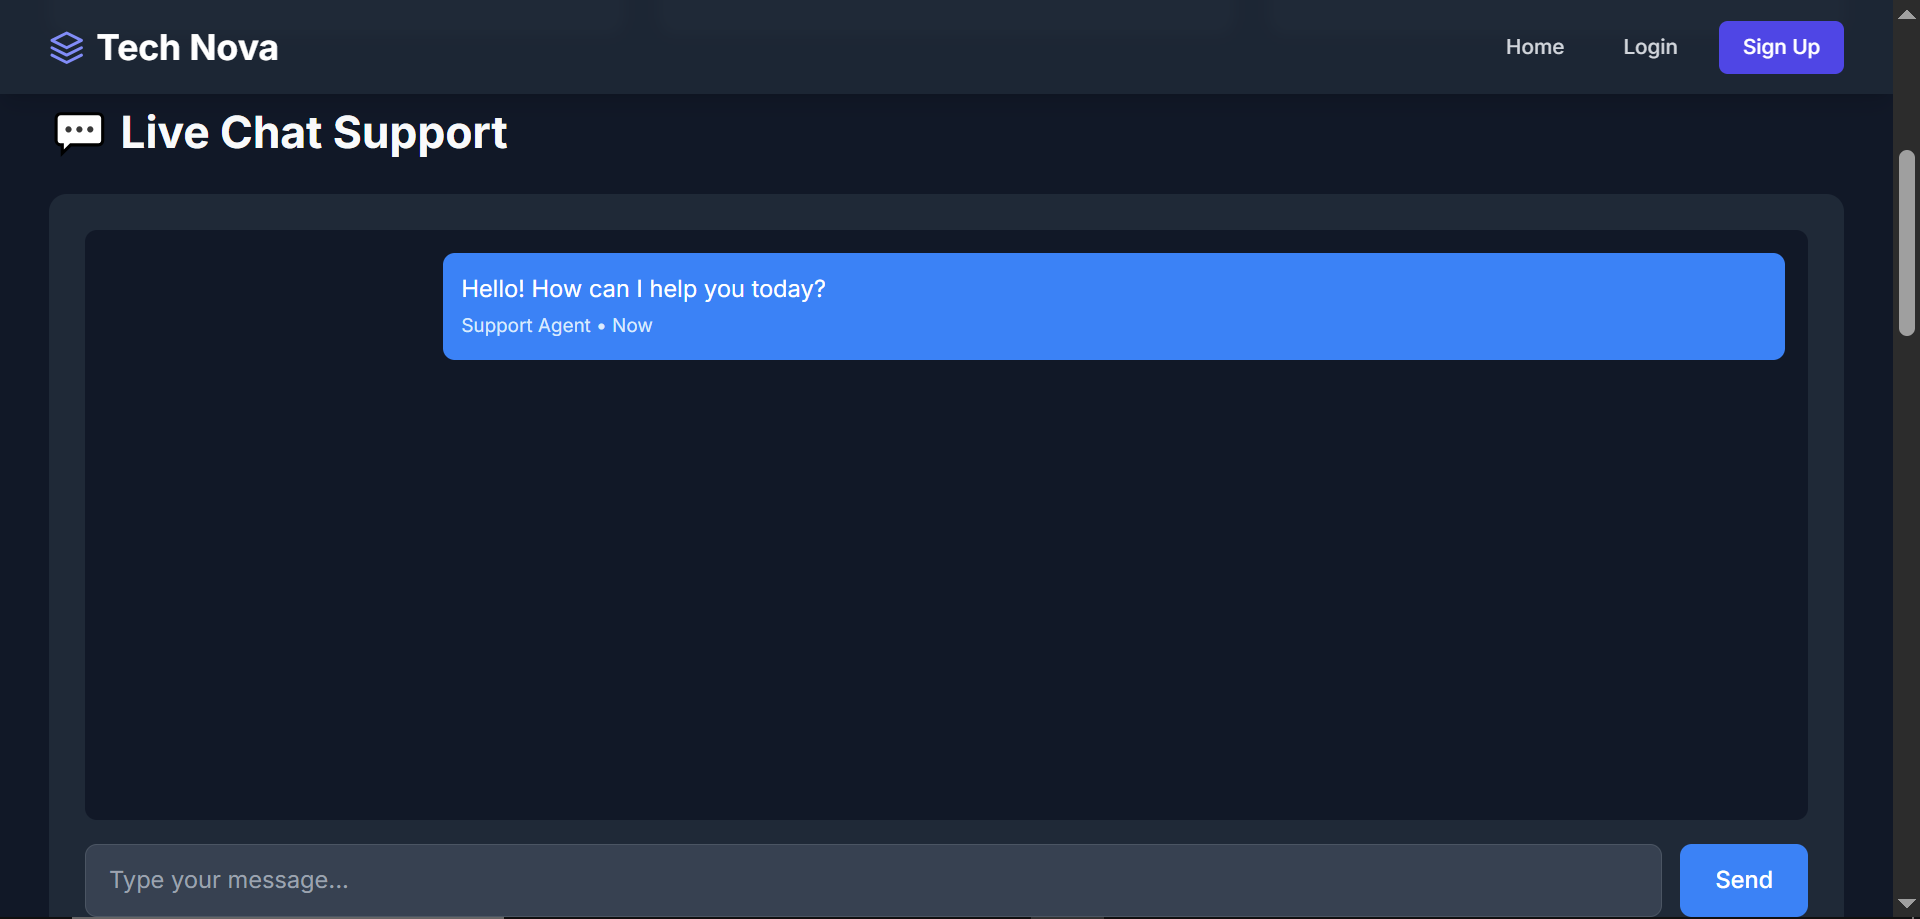 Tech Nova
Home
Login
Sign Up
Live Chat Support
Hello! How can I help you today?
Support Agent • Now
Type your message...
Send